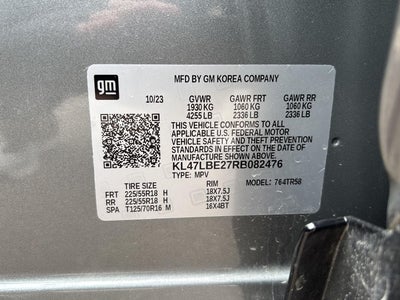 gm
MFD BY GM KOREA COMPANY
10/23 GVWR GAWR FRT GAWR RR
1930 KG 1060 KG 1060 KG
4255 LB 2336 LB 2336 LB
THIS VEHICLE CONFORMS TO ALL
APPLICABLE U.S. FEDERAL MOTOR
VEHICLE SAFETY AND THEFT PREVENTION
STANDARDS IN EFFECT ON THE DATE OF
MANUFACTURE SHOWN ABOVE.
KL47LBE27RB082476
TYPE: MPV MODEL: 764TR58
TIRE SIZE RIM
FRT 225/55R18 H 18X7.5J
RR 225/55R18 H 18X7.5J
SPA T125/70R16 M 16X4BT